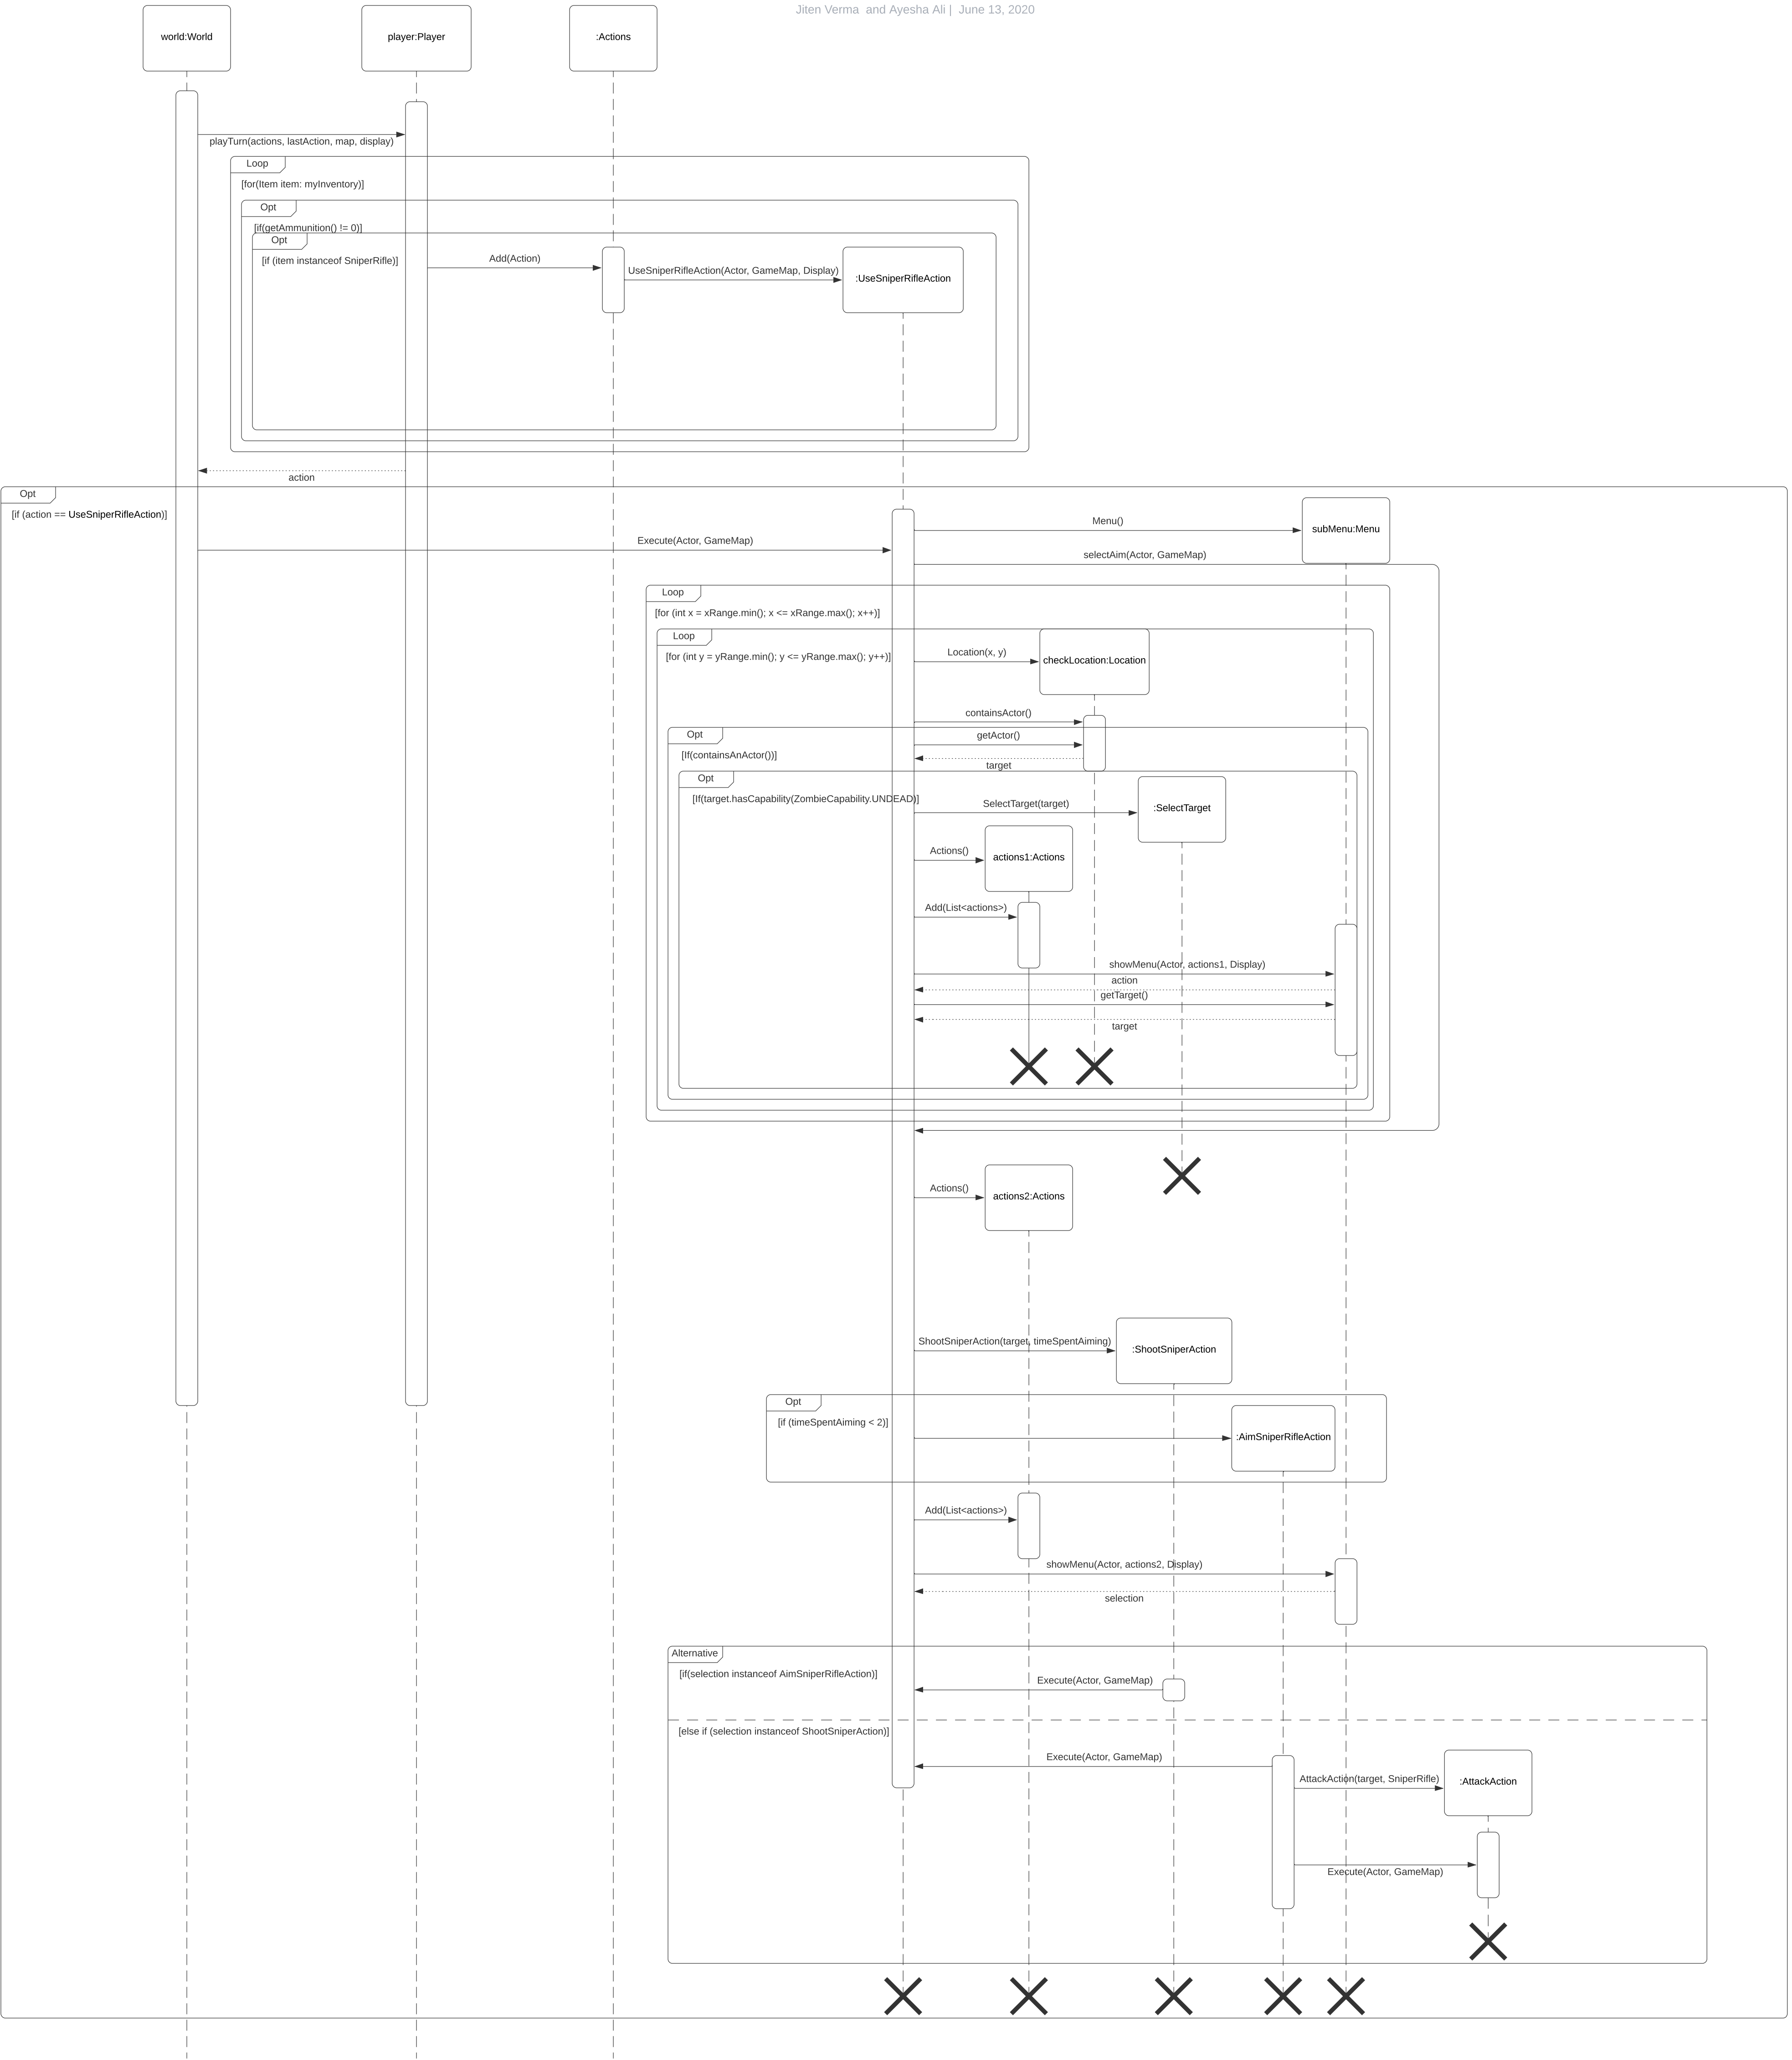 Jiten Verma  and Ayesha Ali |  June 13, 2020
world:World
player:Player
:Actions
playTurn(actions, lastAction, map, display)
Loop
[for(Item item: myInventory)]
Opt
[if(getAmmunition() != 0)]
Opt
[if (item instanceof SniperRifle)]
Add(Action)
UseSniperRifleAction(Actor, GameMap, Display)
:UseSniperRifleAction
action
Opt
[if (action == UseSniperRifleAction)]
Menu()
subMenu:Menu
Execute(Actor, GameMap)
selectAim(Actor, GameMap)
Loop
[for (int x = xRange.min(); x <= xRange.max(); x++)]
Loop
[for (int y = yRange.min(); y <= yRange.max(); y++)]
Location(x, y)
checkLocation:Location
containsActor()
Opt
getActor()
[If(containsAnActor())]
target
Opt
[If(target.hasCapability(ZombieCapability.UNDEAD)]
SelectTarget(target)
:SelectTarget
Actions()
actions1:Actions
Add(List<actions>)
showMenu(Actor, actions1, Display)
action
getTarget()
target
Actions()
actions2:Actions
ShootSniperAction(target, timeSpentAiming)
:ShootSniperAction
Opt
[if (timeSpentAiming < 2)]
:AimSniperRifleAction
Add(List<actions>)
showMenu(Actor, actions2, Display)
selection
Alternative
[if(selection instanceof AimSniperRifleAction)]
Execute(Actor, GameMap)
[else if (selection instanceof ShootSniperAction)]
Execute(Actor, GameMap)
AttackAction(target, SniperRifle)
:AttackAction
Execute(Actor, GameMap)